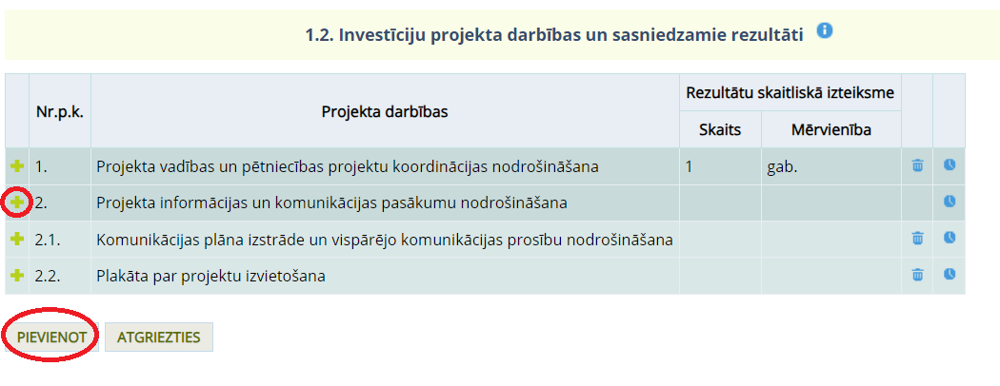 1.2. Investīciju projekta darbības un sasniedzamie rezultāti
Nr.p.k. Projekta darbības Rezultātu skaitliskā izteiksme
Skaits Mērvienība
1. Projekta vadības un pētniecības projektu koordinācijas nodrošināšana 1 gab.
2. Projekta informācijas un komunikācijas pasākumu nodrošināšana
2.1. Komunikācijas plāna izstrāde un vispārējo komunikācijas prosību nodrošināšana
2.2. Plakāta par projektu izvietošana
PIEVIENOT ATGRIEZTIES